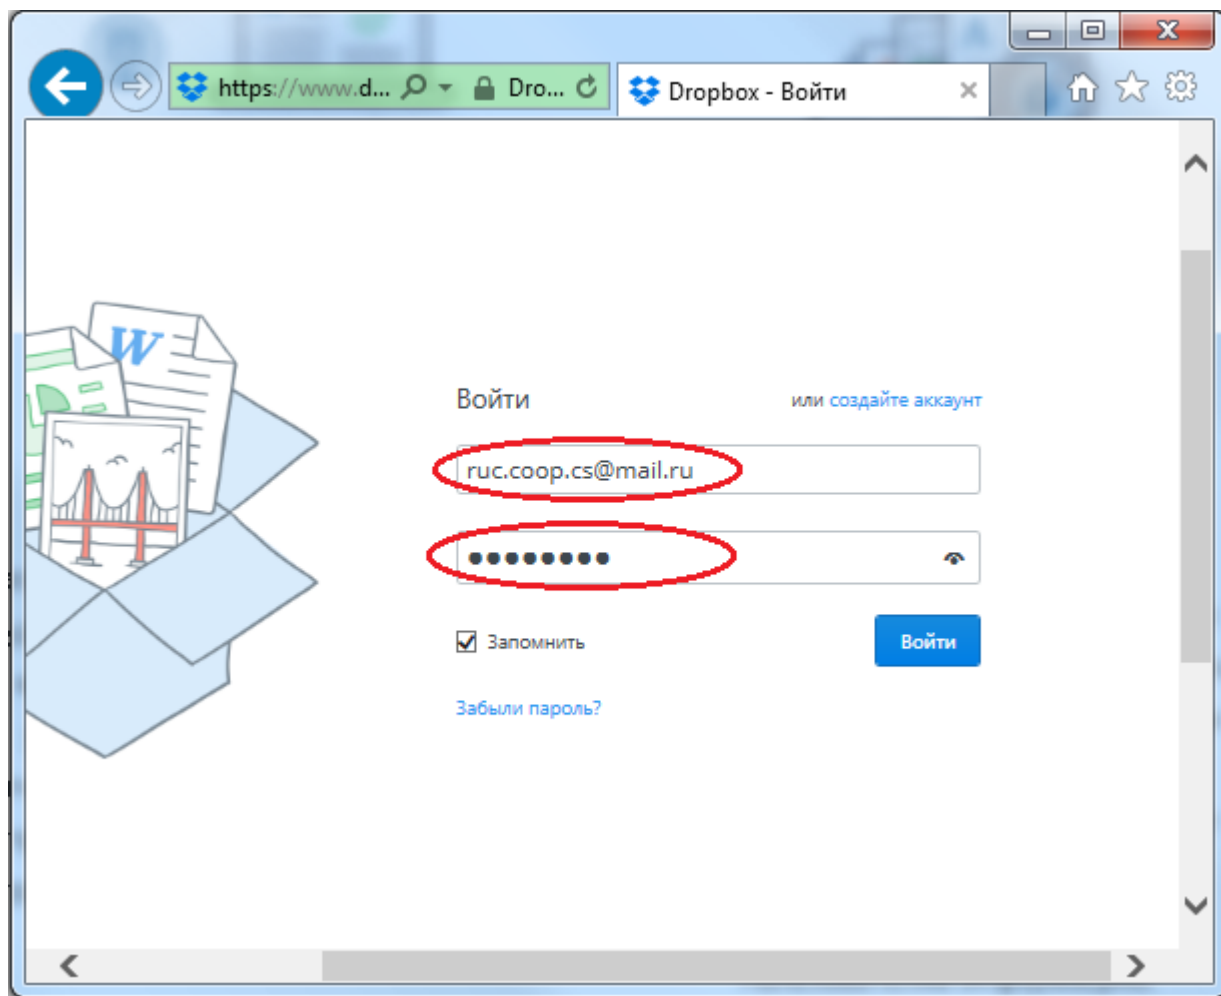 https://www.d... Dro... Dropbox - Войти
W
Войти или создайте аккаунт
ruc.coop.cs@mail.ru
●●●●●●●●
Запомнить Войти
Забыли пароль?